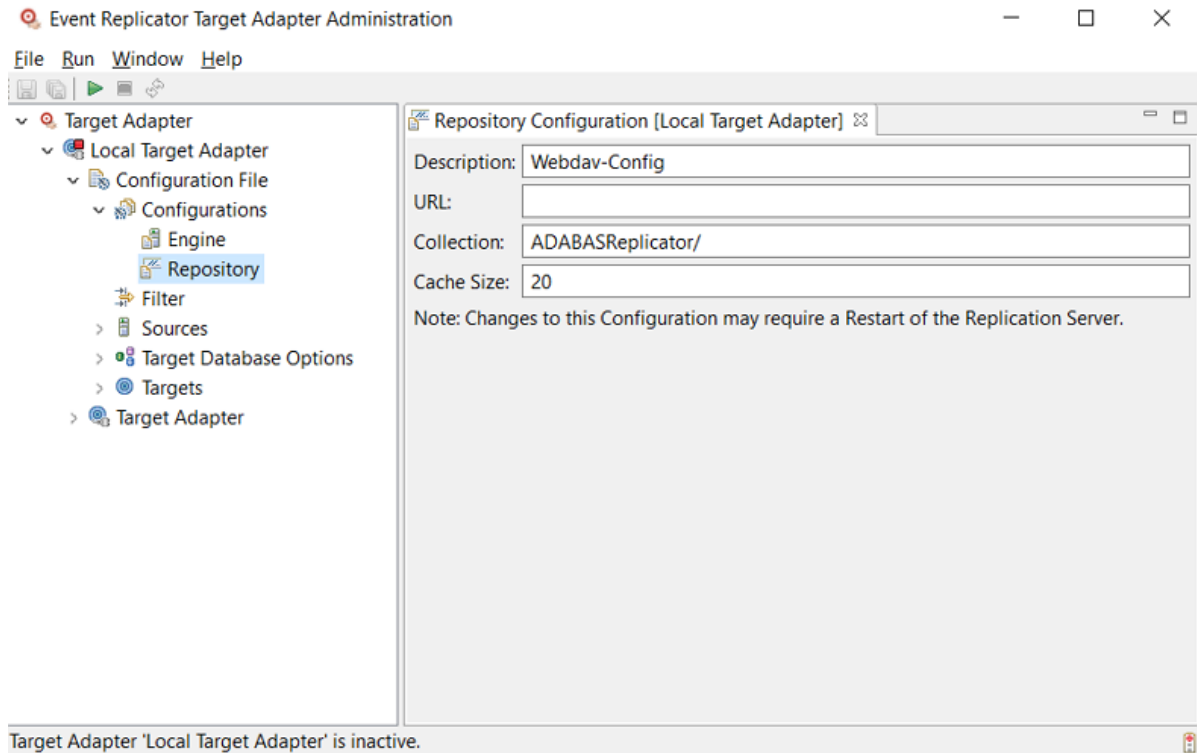 Event Replicator Target Adapter Administration
File Run Window Help
Target Adapter
Local Target Adapter
Configuration File
Configurations
Engine
Repository
Filter
Sources
Target Database Options
Targets
Target Adapter
Repository Configuration [Local Target Adapter]
Description: Webdav-Config
URL:
Collection: ADABASReplicator/
Cache Size: 20
Note: Changes to this Configuration may require a Restart of the Replication Server.
Target Adapter 'Local Target Adapter' is inactive.